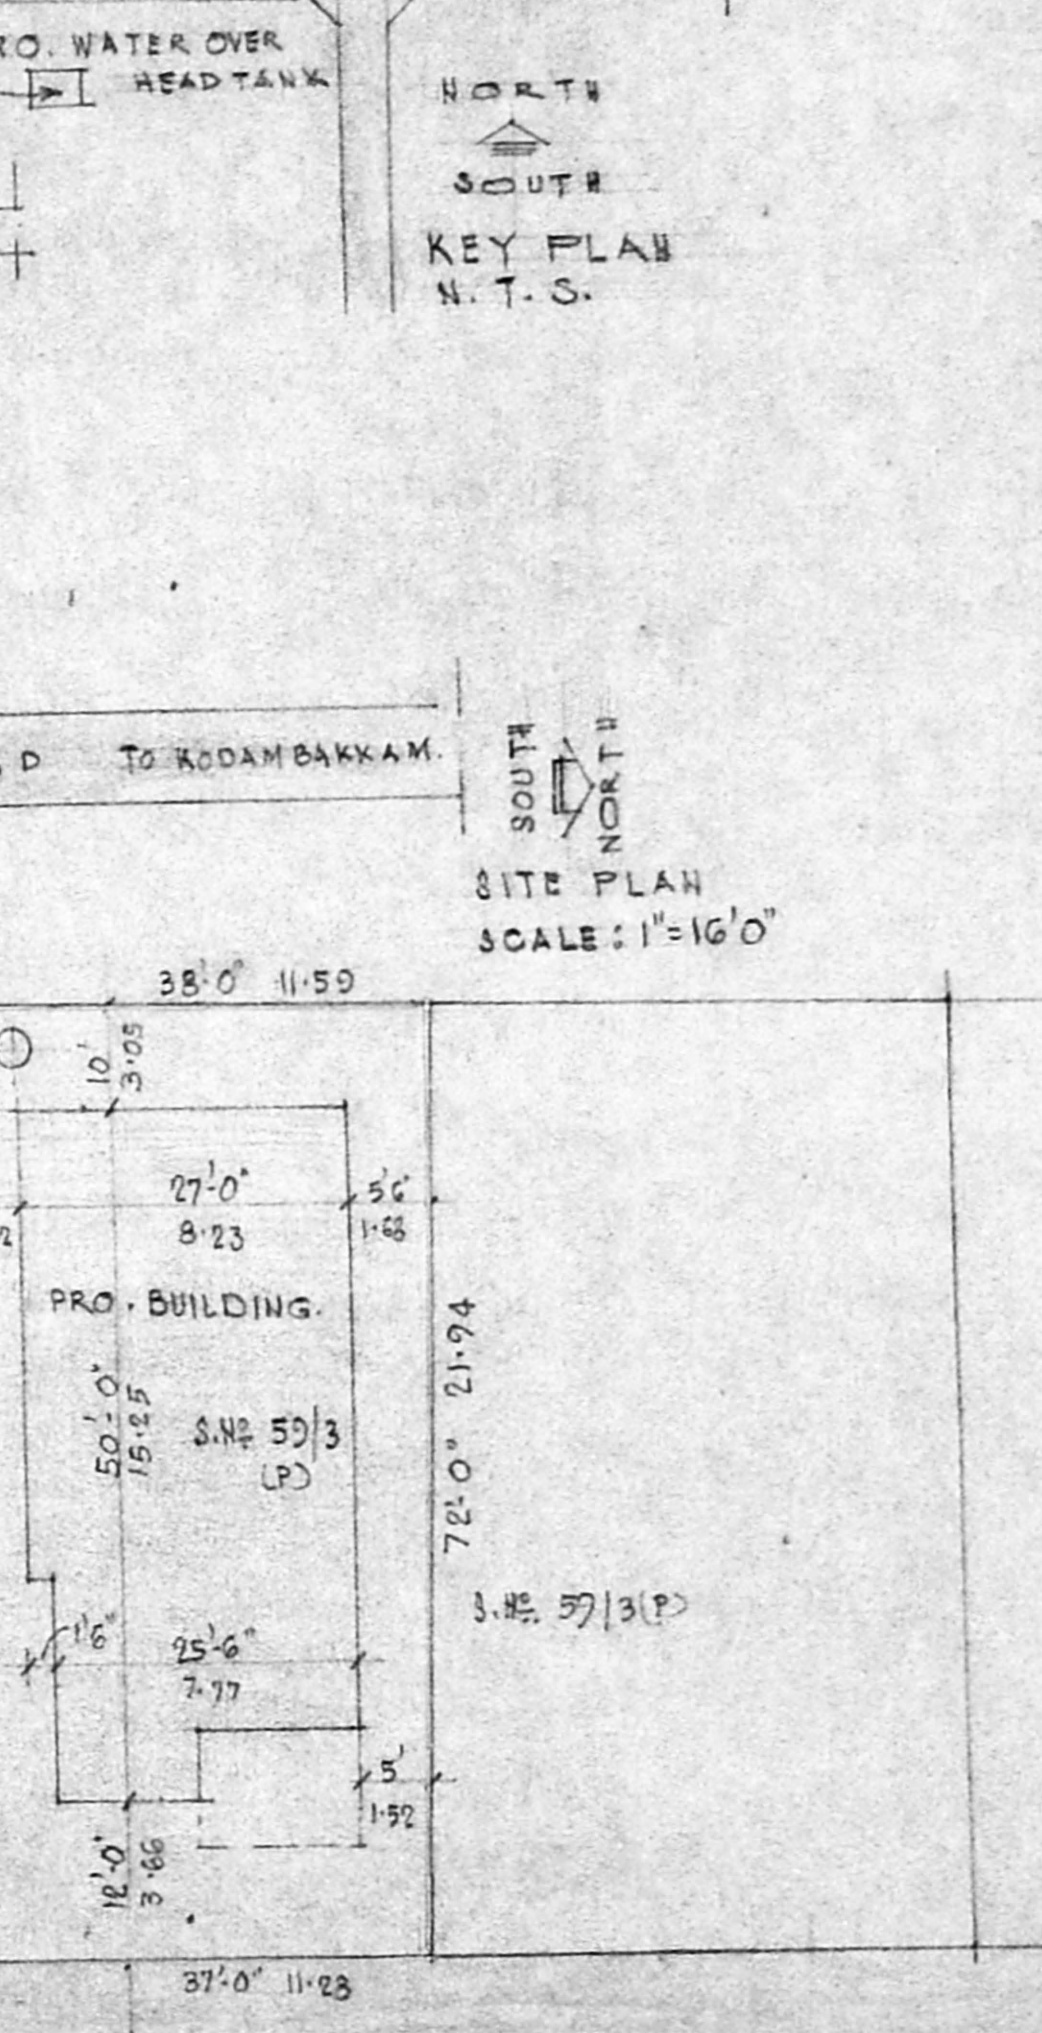 RO. WATER OVER
HEAD TANK
NORTH
SOUTH
KEY PLAN
N. T. S.
D TO KODAMBAKKAM.
SOUTH
NORTH
SITE PLAN
SCALE: 1"=16'0"
38'-0" 11·59
10'
3·05
27'-0"
8·23
5'6"
1·68
2
PRO. BUILDING.
50'-0"
15·25
S.Nº 59/3
(P)
72'-0" 21·94
S.Nº. 59/3(P)
1'6"
25'-6"
7·77
5'
1·52
12'-0"
3·66
37'-0" 11·28